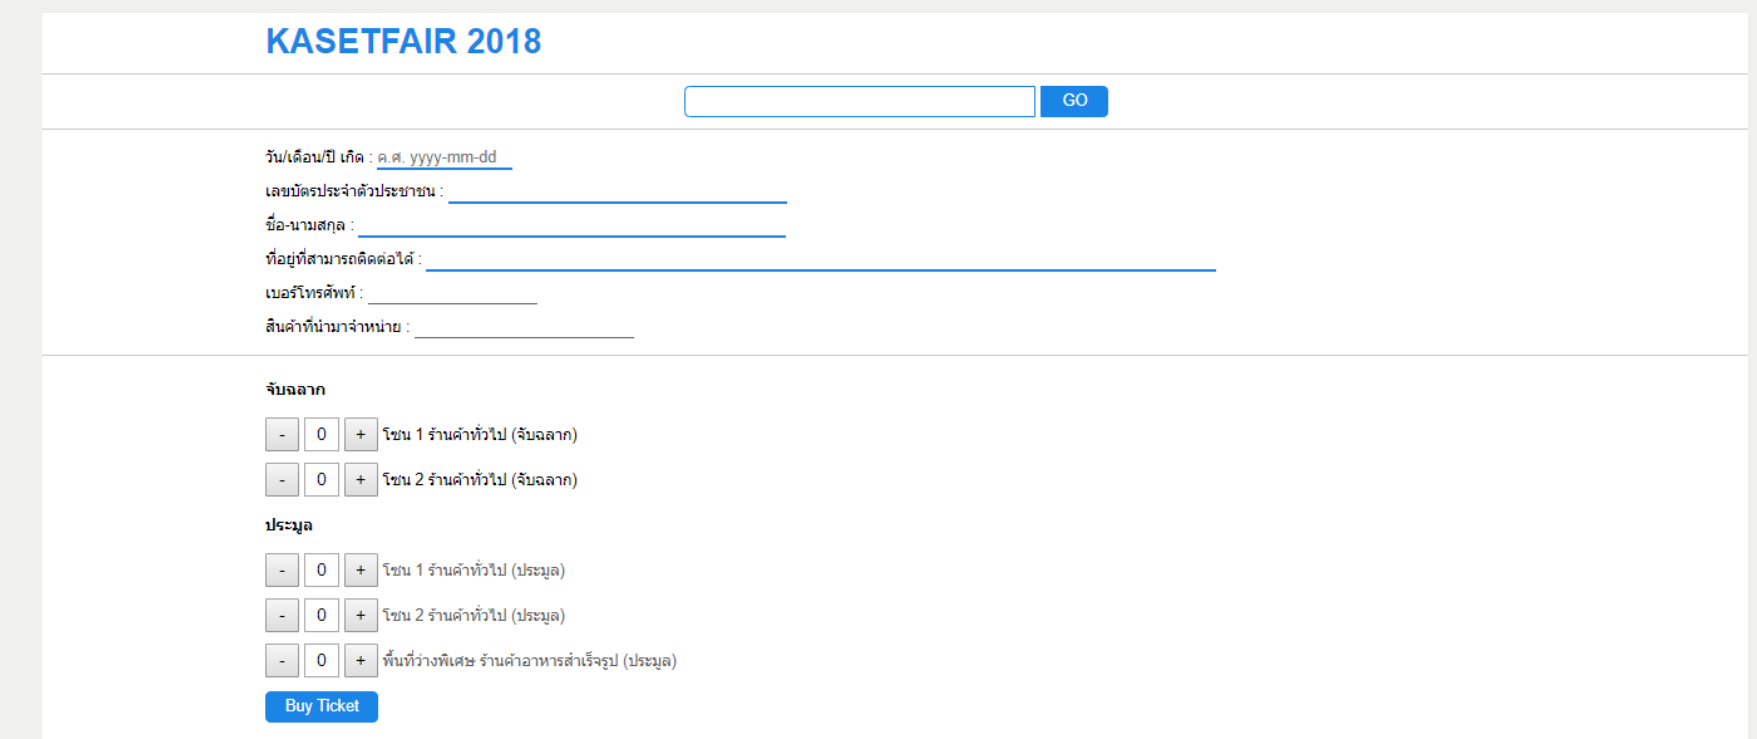 KASETFAIR 2018
GO
วัน/เดือน/ปี เกิด : ค.ศ. yyyy-mm-dd
เลขบัตรประจำตัวประชาชน :
ชื่อ-นามสกุล :
ที่อยู่ที่สามารถติดต่อได้ :
เบอร์โทรศัพท์ :
สินค้าที่นำมาจำหน่าย :
จับฉลาก
- 0 + โซน 1 ร้านค้าทั่วไป (จับฉลาก)
- 0 + โซน 2 ร้านค้าทั่วไป (จับฉลาก)
ประมูล
- 0 + โซน 1 ร้านค้าทั่วไป (ประมูล)
- 0 + โซน 2 ร้านค้าทั่วไป (ประมูล)
- 0 + พื้นที่ว่างพิเศษ ร้านค้าอาหารสำเร็จรูป (ประมูล)
Buy Ticket